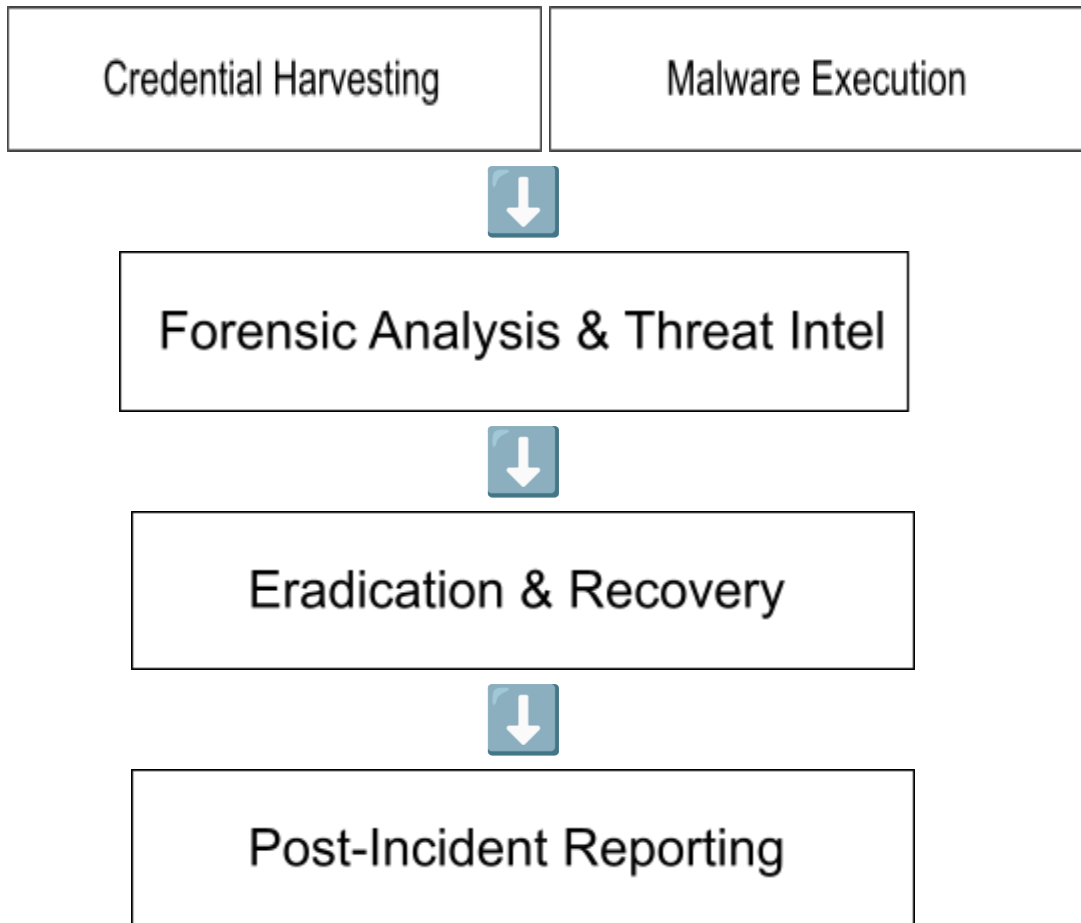 Credential Harvesting
Malware Execution
Forensic Analysis & Threat Intel
Eradication & Recovery
Post-Incident Reporting